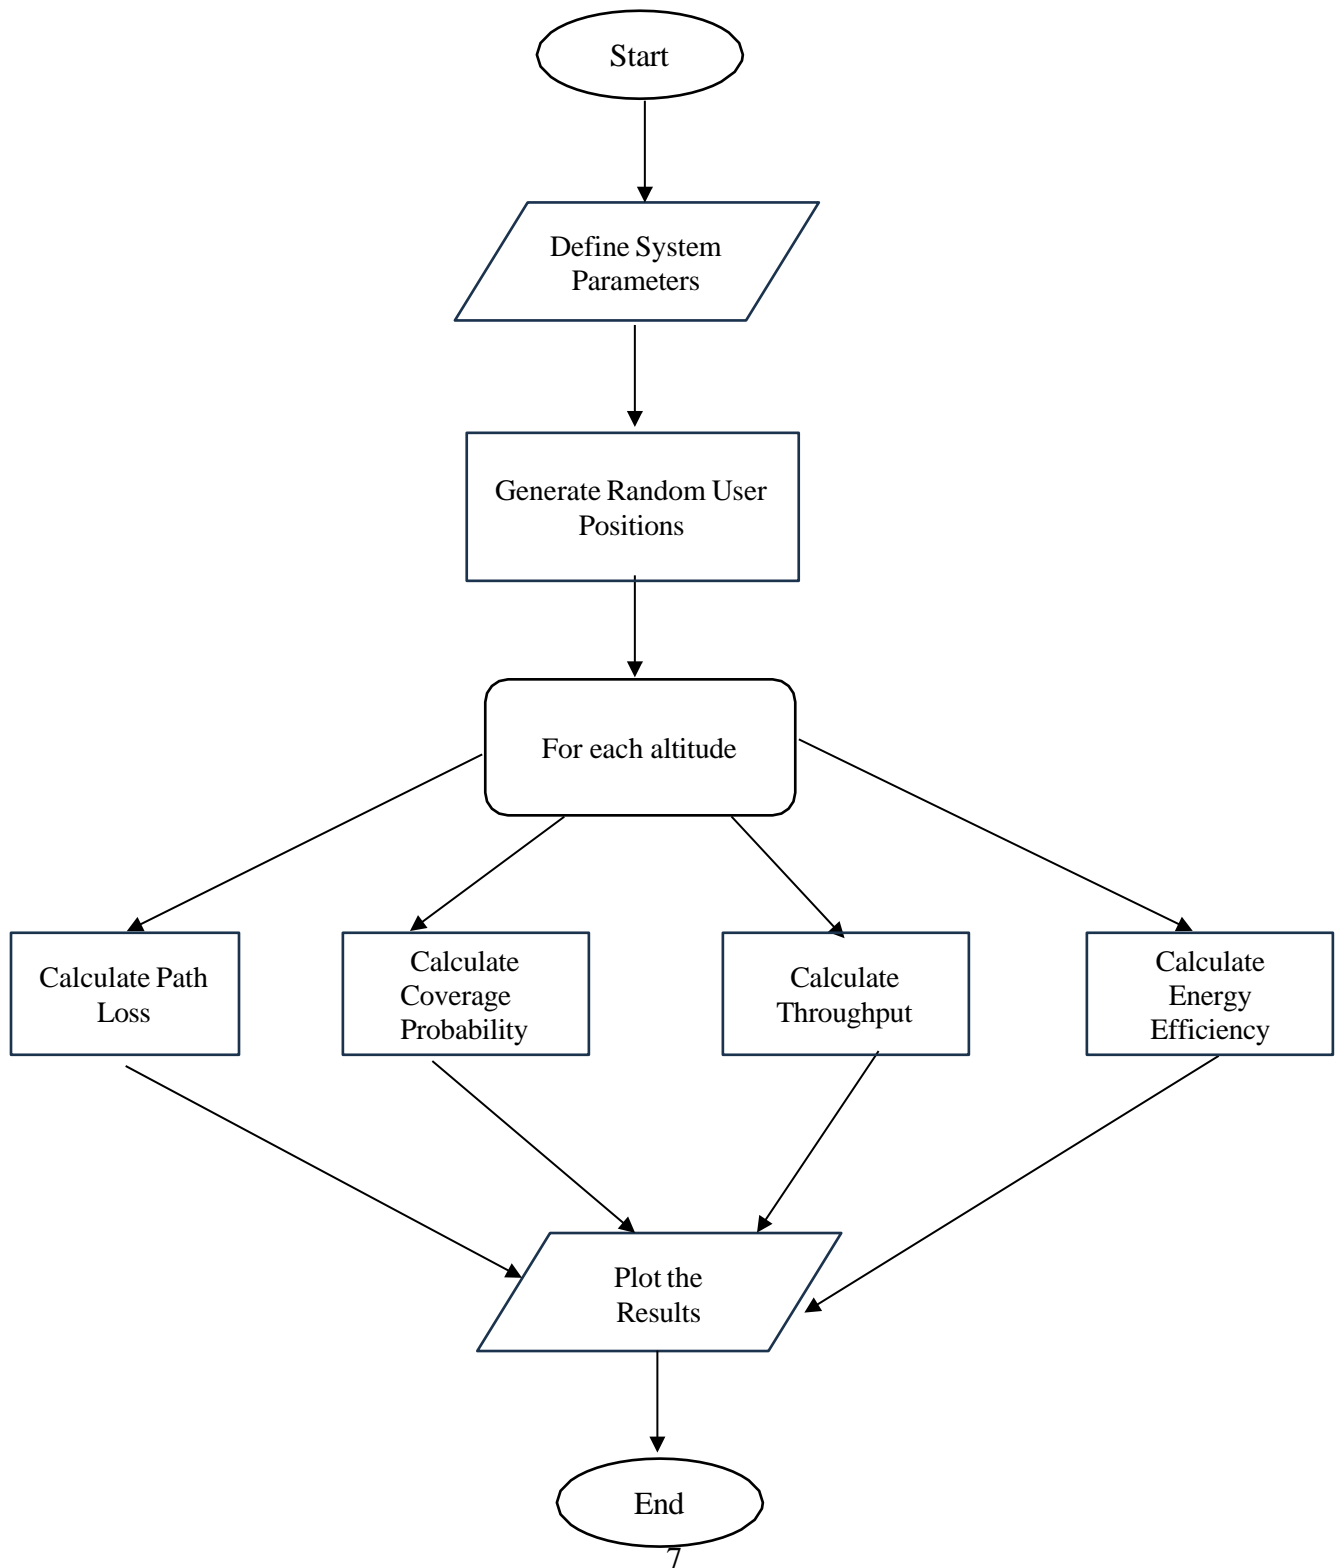 Start
Define System
Parameters
Generate Random User
Positions
For each altitude
Calculate Path
Loss
Calculate
Coverage
Probability
Calculate
Throughput
Calculate
Energy
Efficiency
Plot the
Results
End
7